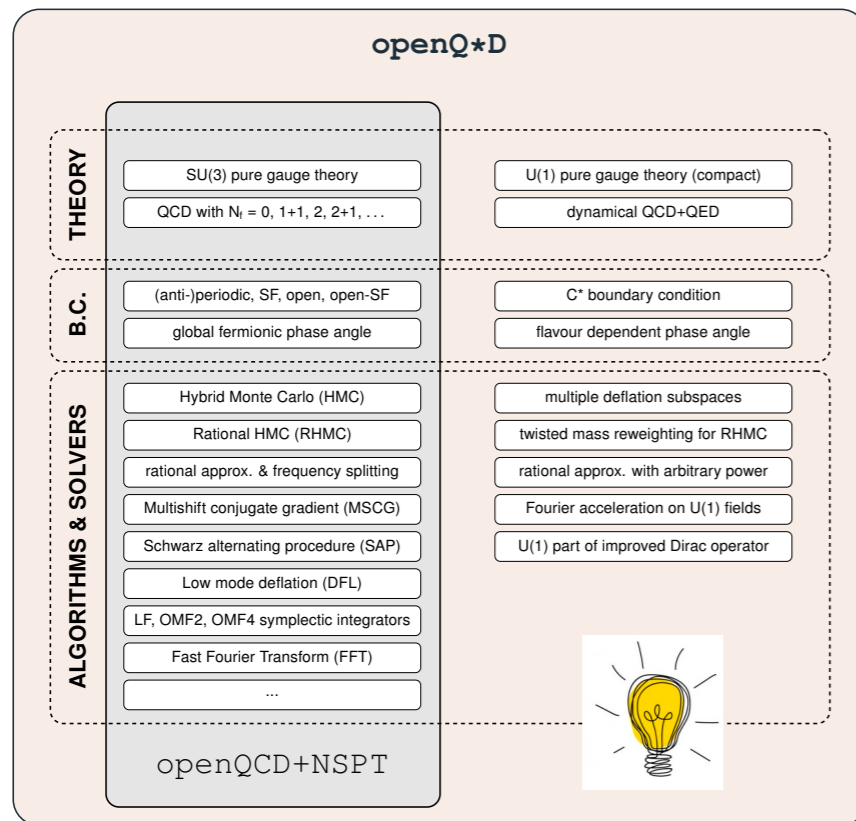 openQ*D
THEORY
SU(3) pure gauge theory
U(1) pure gauge theory (compact)
QCD with Nf = 0, 1+1, 2, 2+1, ...
dynamical QCD+QED
B.C.
(anti-)periodic, SF, open, open-SF
C* boundary condition
global fermionic phase angle
flavour dependent phase angle
ALGORITHMS & SOLVERS
Hybrid Monte Carlo (HMC)
multiple deflation subspaces
Rational HMC (RHMC)
twisted mass reweighting for RHMC
rational approx. & frequency splitting
rational approx. with arbitrary power
Multishift conjugate gradient (MSCG)
Fourier acceleration on U(1) fields
Schwarz alternating procedure (SAP)
U(1) part of improved Dirac operator
Low mode deflation (DFL)
LF, OMF2, OMF4 symplectic integrators
Fast Fourier Transform (FFT)
...
openQCD+NSPT